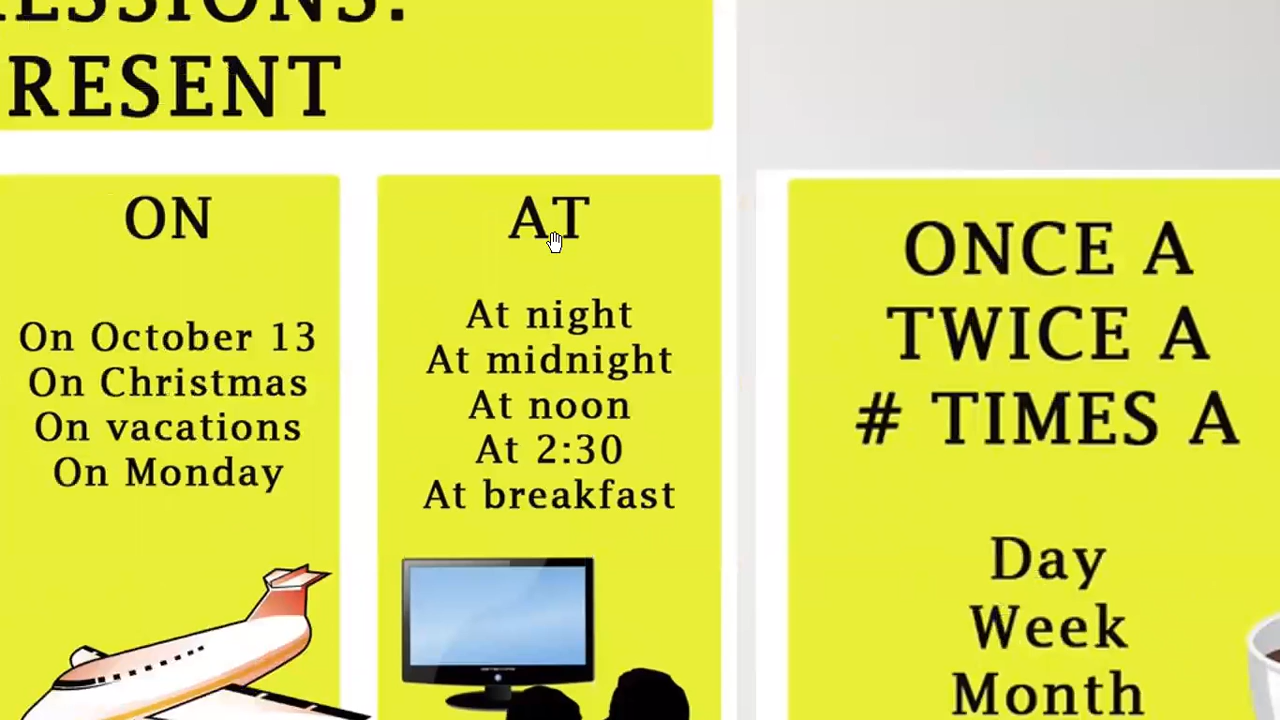 RESENT
ON
On October 13
On Christmas
On vacations
On Monday
AT
At night
At midnight
At noon
At 2:30
At breakfast
ONCE A
TWICE A
# TIMES A
Day
Week
Month